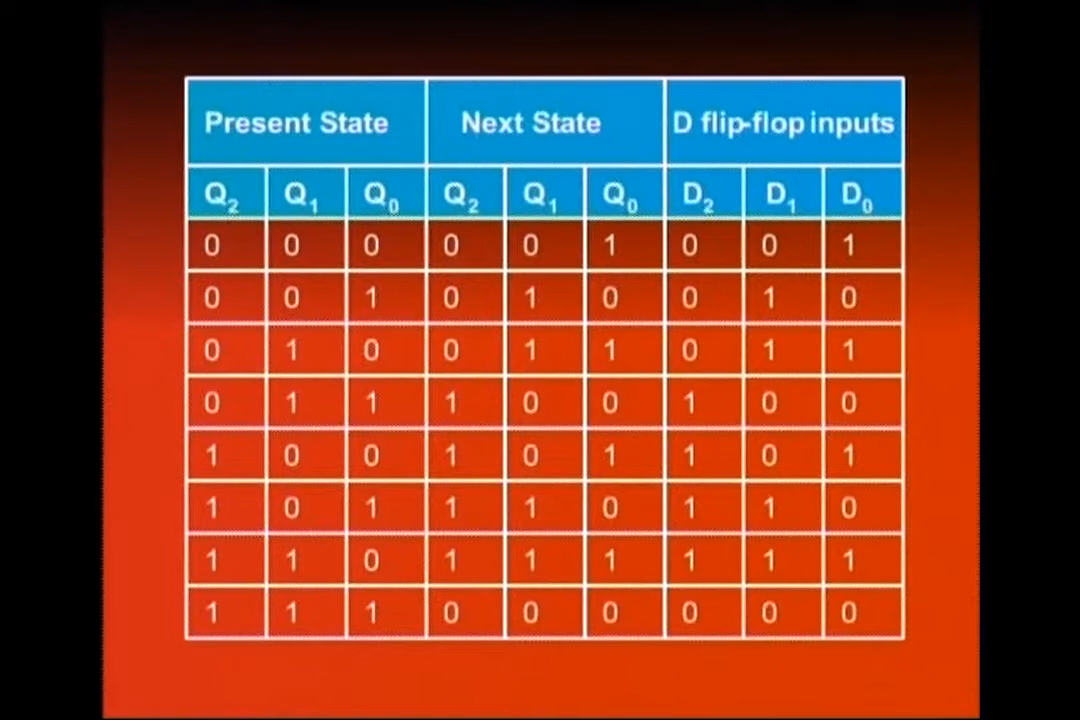 Present State Next State D flip-flop inputs
Q2 Q1 Q0 Q2 Q1 Q0 D2 D1 D0
0 0 0 0 0 1 0 0 1
0 0 1 0 1 0 0 1 0
0 1 0 0 1 1 0 1 1
0 1 1 1 0 0 1 0 0
1 0 0 1 0 1 1 0 1
1 0 1 1 1 0 1 1 0
1 1 0 1 1 1 1 1 1
1 1 1 0 0 0 0 0 0